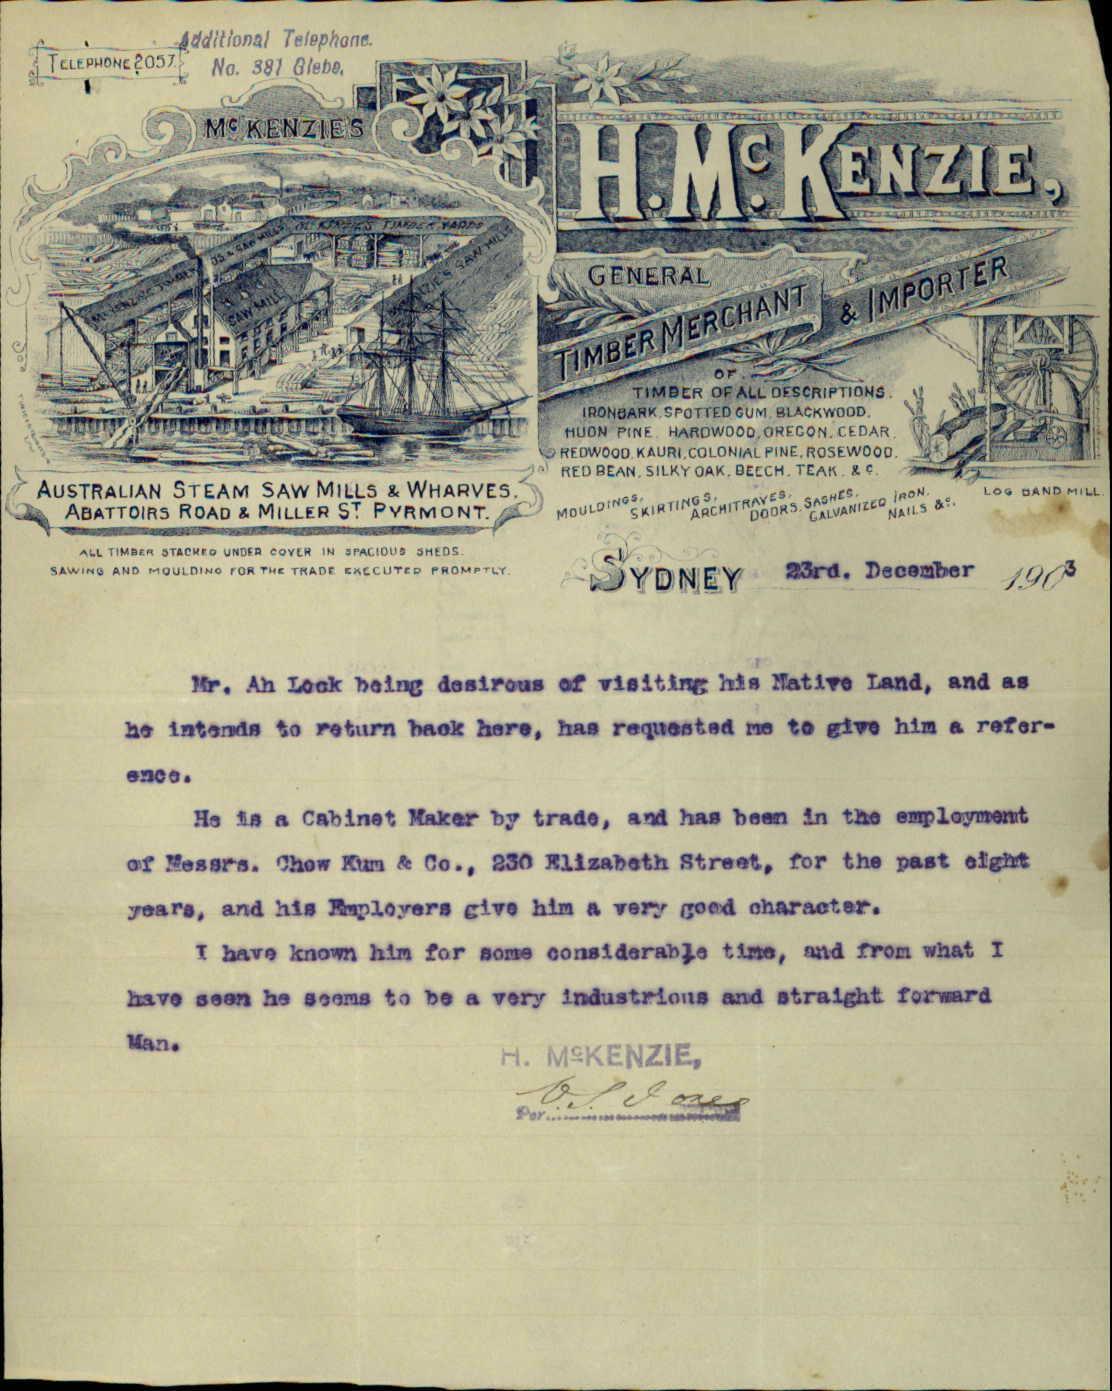 Additional Telephone.
No. 381 Glebe.
TELEPHONE 2057.
McKENZIE'S
H. McKENZIE,
GENERAL
TIMBER MERCHANT & IMPORTER
OF
TIMBER OF ALL DESCRIPTIONS.
IRONBARK, SPOTTED GUM, BLACKWOOD,
HUON PINE, HARDWOOD, OREGON, CEDAR,
REDWOOD, KAURI, COLONIAL PINE, ROSEWOOD,
RED BEAN, SILKY OAK, BEECH, TEAK, &c.
MOULDINGS, SKIRTINGS, ARCHITRAVES, DOORS, SASHES, GALVANIZED IRON, NAILS &c.
LOG BAND MILL.
McKENZIE'S TIMBER YARDS
SAW MILL
McKENZIE'S SAW MILLS
AUSTRALIAN STEAM SAW MILLS & WHARVES,
ABATTOIRS ROAD & MILLER ST. PYRMONT.
ALL TIMBER STACKED UNDER COVER IN SPACIOUS SHEDS.
SAWING AND MOULDING FOR THE TRADE EXECUTED PROMPTLY.
SYDNEY 23rd. December 1903
Mr. Ah Lock being desirous of visiting his Native Land, and as
he intends to return back here, has requested me to give him a refer-
ence.
He is a Cabinet Maker by trade, and has been in the employment
of Messrs. Chow Kum & Co., 230 Elizabeth Street, for the past eight
years, and his Employers give him a very good character.
I have known him for some considerable time, and from what I
have seen he seems to be a very industrious and straight forward
Man.
H. McKENZIE,
Per Jones